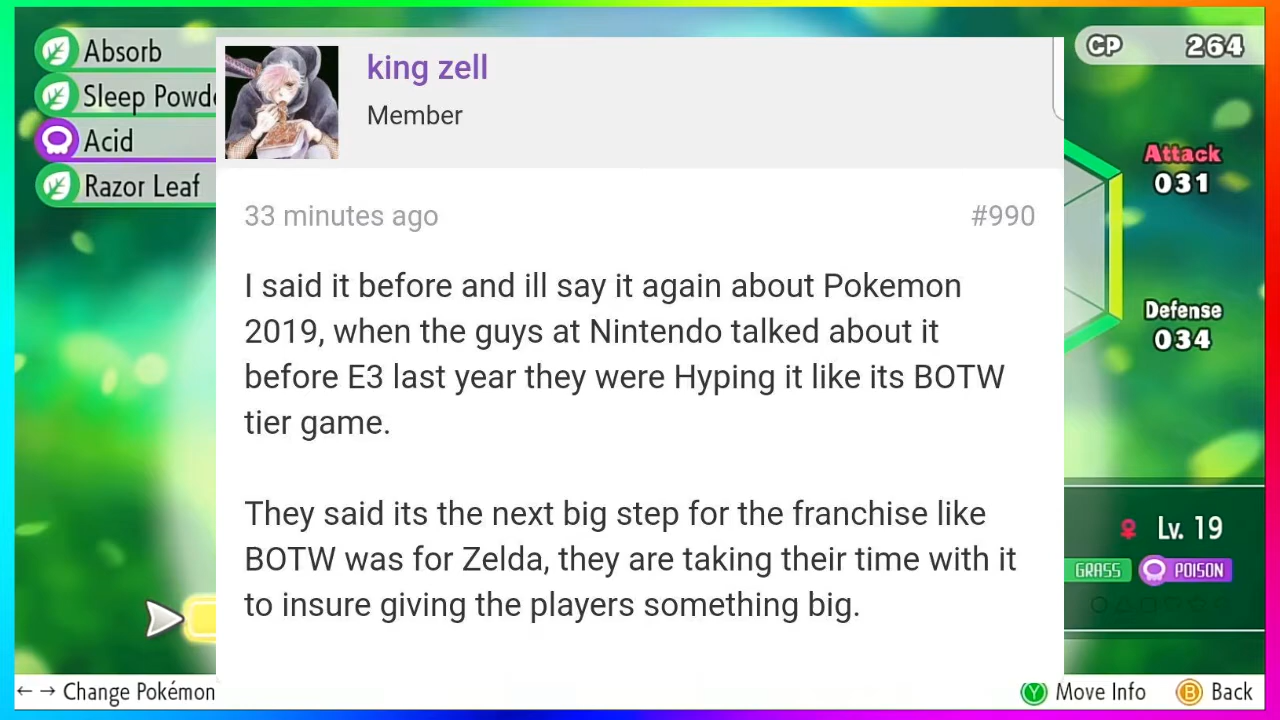 Absorb
Sleep Powd
Acid
Razor Leaf
CP 264
king zell
Member
33 minutes ago #990
I said it before and ill say it again about Pokemon
2019, when the guys at Nintendo talked about it
before E3 last year they were Hyping it like its BOTW
tier game.
They said its the next big step for the franchise like
BOTW was for Zelda, they are taking their time with it
to insure giving the players something big.
Attack
031
Defense
034
♀ Lv. 19
GRASS POISON
← → Change Pokémon
Y Move Info B Back